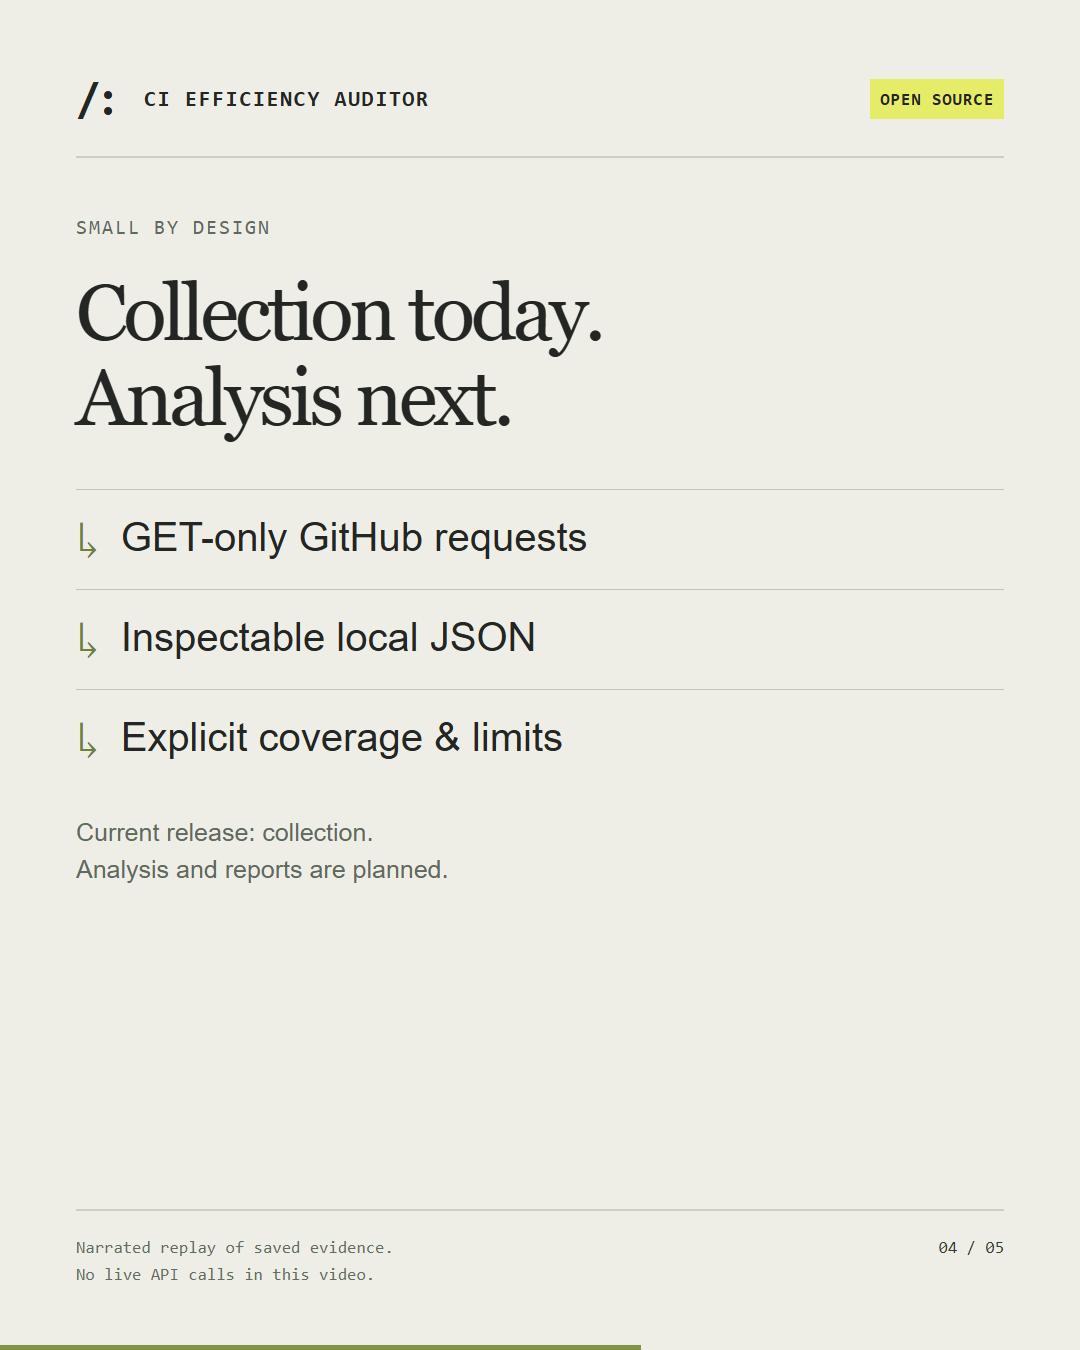 /: CI EFFICIENCY AUDITOR
OPEN SOURCE
SMALL BY DESIGN
Collection today.
Analysis next.
↳ GET-only GitHub requests
↳ Inspectable local JSON
↳ Explicit coverage & limits
Current release: collection.
Analysis and reports are planned.
Narrated replay of saved evidence.
No live API calls in this video.
04 / 05